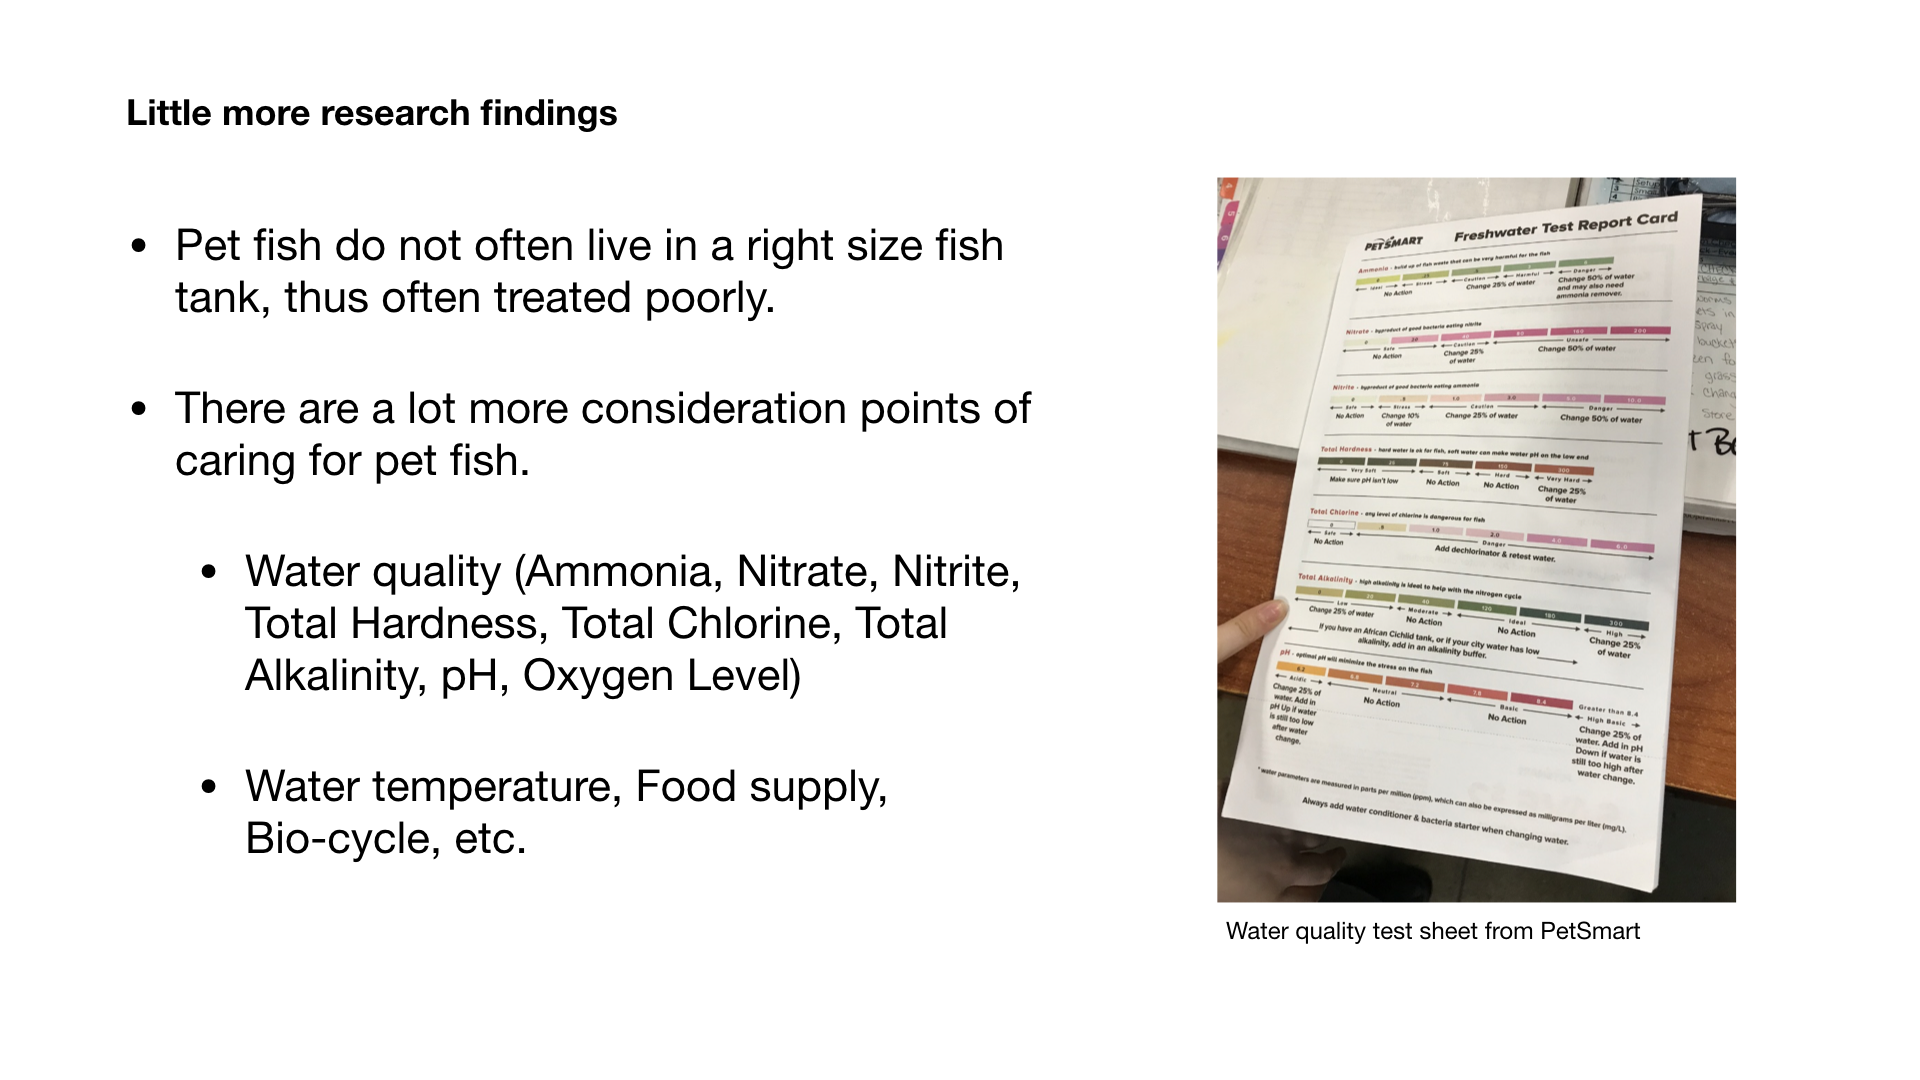 Little more research findings
• Pet fish do not often live in a right size fish
tank, thus often treated poorly.
• There are a lot more consideration points of
caring for pet fish.
• Water quality (Ammonia, Nitrate, Nitrite,
Total Hardness, Total Chlorine, Total
Alkalinity, pH, Oxygen Level)
• Water temperature, Food supply,
Bio-cycle, etc.
PETSMART Freshwater Test Report Card
Ammonia - build up of fish waste that can be very harmful for the fish
Ideal Stress Caution Harmful Danger
No Action Change 25% of water Change 50% of water
and may also need
ammonia remover.
Nitrate - byproduct of good bacteria eating nitrite
0 20 40 80 160 200
Safe Caution Unsafe
No Action Change 25%
of water Change 50% of water
Nitrite - byproduct of good bacteria eating ammonia
0 .5 1.0 3.0 5.0 10.0
Safe Stress Caution Danger
No Action Change 10%
of water Change 25% of water Change 50% of water
Total Hardness - hard water is ok for fish, soft water can make water pH on the low end
0 25 75 150 300
Very Soft Soft Hard Very Hard
Make sure pH isn't low No Action No Action Change 25%
of water
Total Chlorine - any level of chlorine is dangerous for fish
0 .5 1.0 2.0 4.0
Safe Danger
No Action Add dechlorinator & retest water.
Total Alkalinity - high alkalinity is ideal to help with the nitrogen cycle
0 20 40 120 180 300
Low Moderate Ideal High
Change 25% of water No Action No Action Change 25%
of water
If you have an African Cichlid tank, or if your city water has low
alkalinity, add in an alkalinity buffer.
pH - optimal pH will minimize the stress on the fish
6.2 6.8 7.2 7.8 8.4 Greater than 8.4
Acidic Neutral Basic High Basic
Change 25% of
water. Add in
pH Up if water
is still too low
after water
change.
No Action No Action
Change 25% of
water. Add in pH
Down if water is
still too high after
water change.
* water parameters are measured in parts per million (ppm), which can also be expressed as milligrams per liter (mg/L).
Always add water conditioner & bacteria starter when changing water.
Water quality test sheet from PetSmart